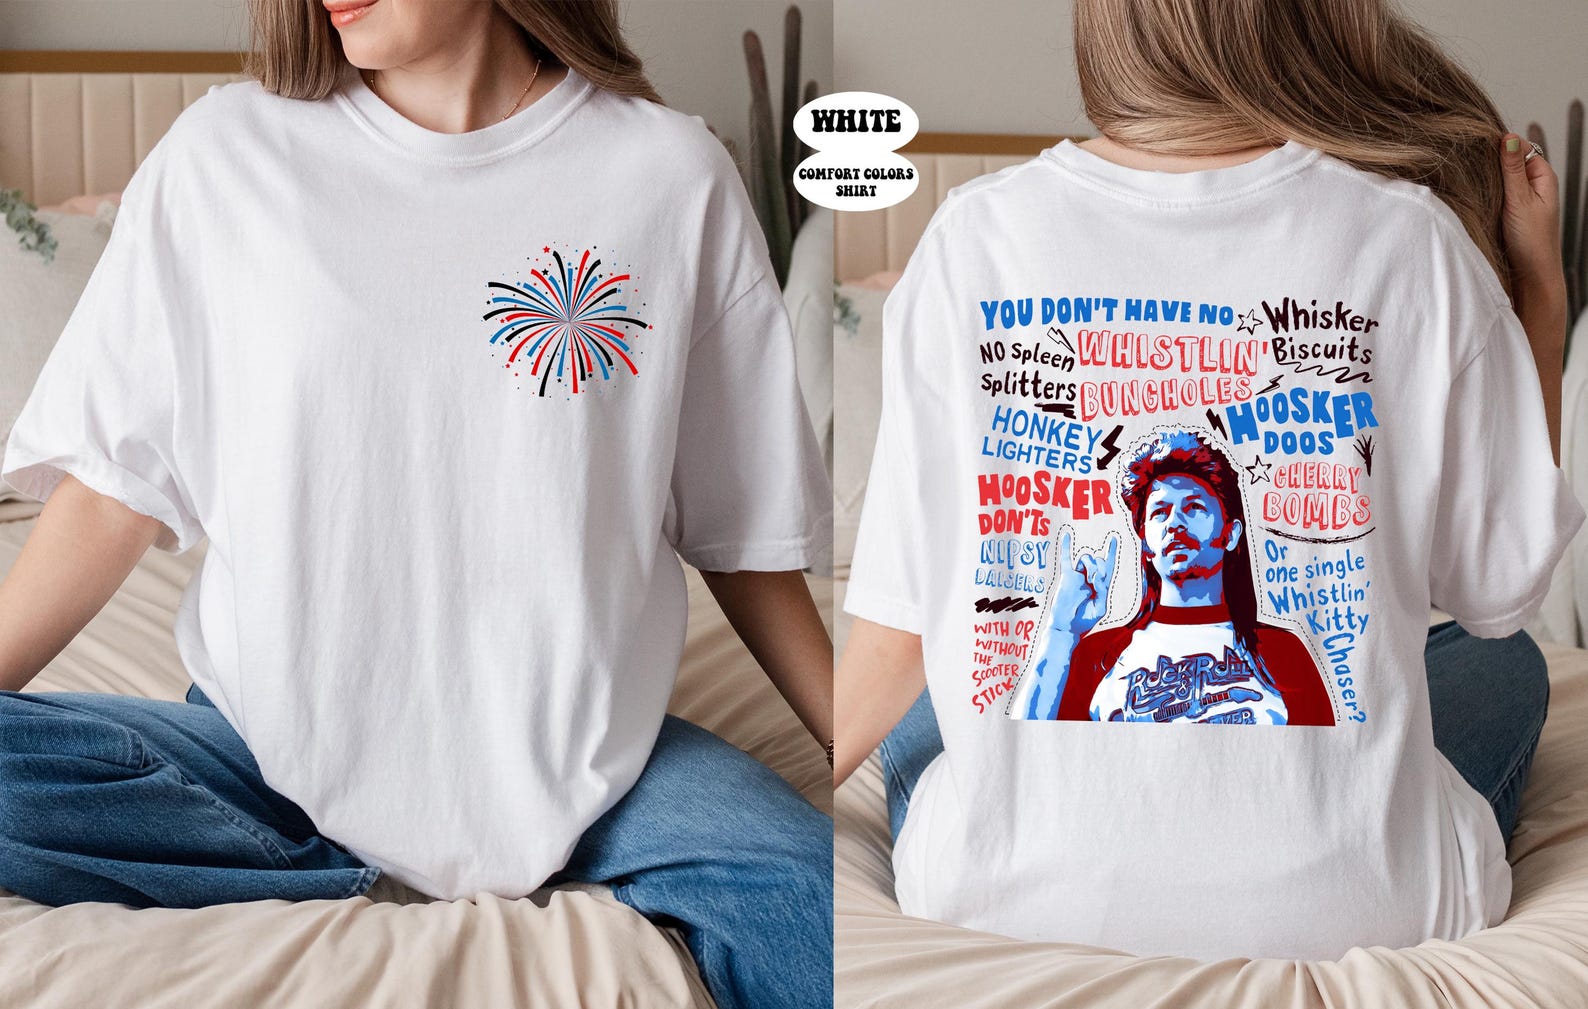 WHITE
COMFORT COLORS
SHIRT
YOU DON'T HAVE NO
Whisker
Biscuits
NO Spleen
Splitters
WHISTLIN'
BUNGHOLES
HONKEY
LIGHTERS
HOOSKER
DOOS
HOOSKER
DON'Ts
CHERRY
BOMBS
NIPSY
DAISERS
WITH OR
WITHOUT
THE
SCOOTER
STICK
Or
one single
Whistlin'
Kitty
Chaser?
Rock & Roll